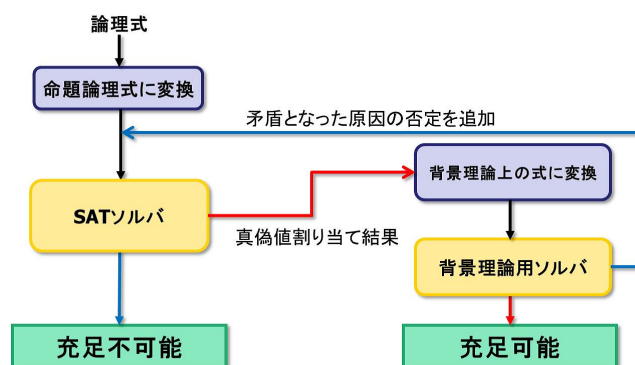 論理式
命題論理式に変換
矛盾となった原因の否定を追加
背景理論上の式に変換
SATソルバ
真偽値割り当て結果
背景理論用ソルバ
充足不可能
充足可能